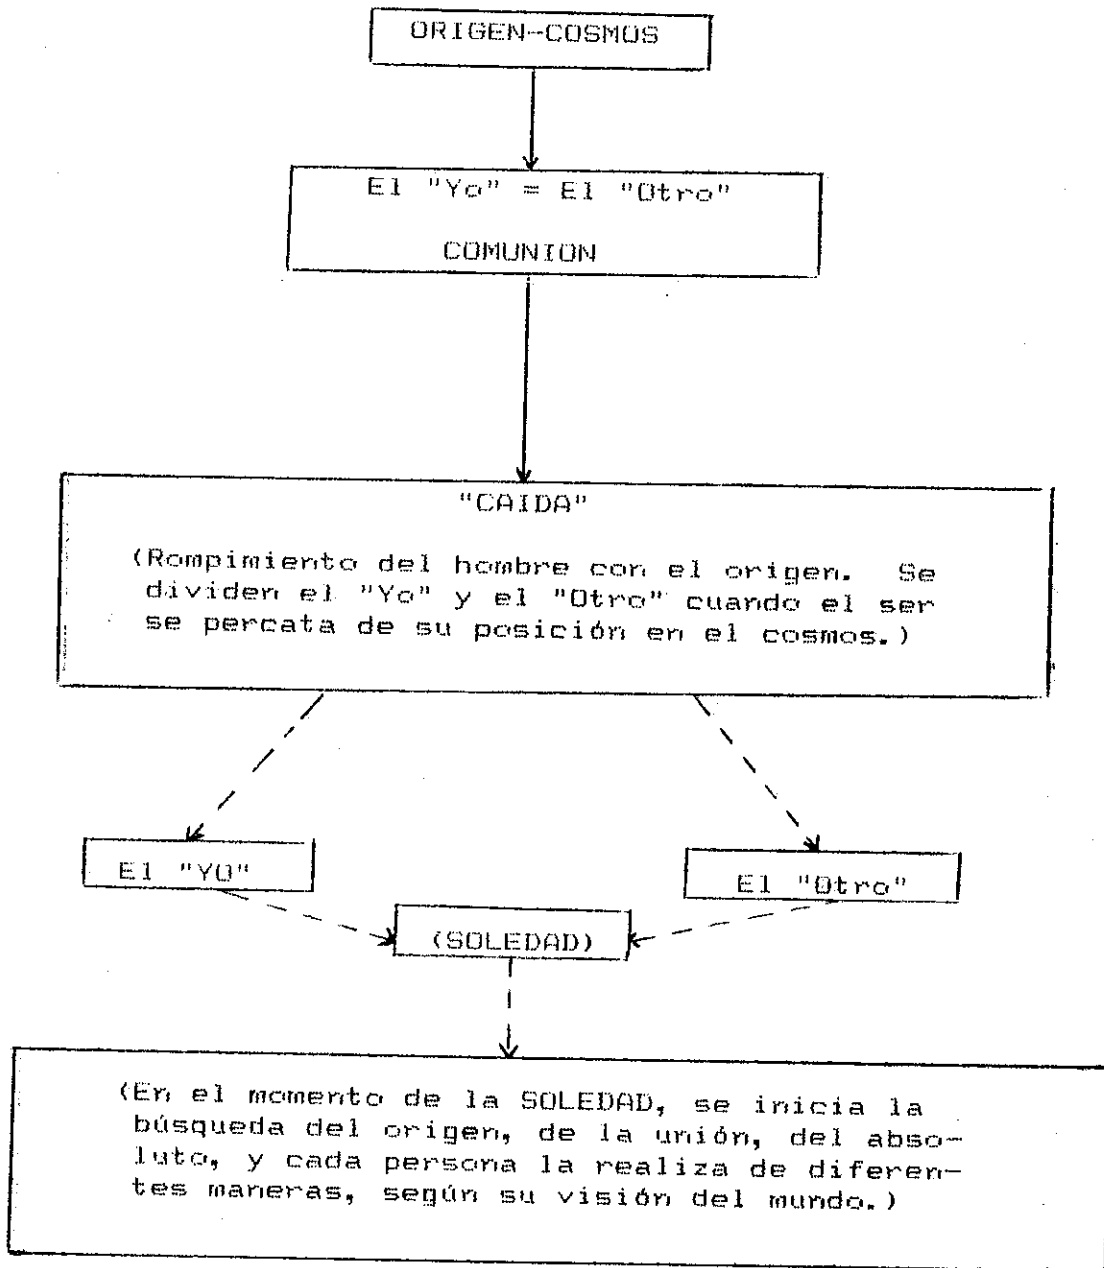 ORIGEN-COSMOS
El "Yo" = El "Otro"
COMUNION
"CAIDA"
(Rompimiento del hombre con el origen. Se
dividen el "Yo" y el "Otro" cuando el ser
se percata de su posición en el cosmos.)
El "YO"
El "Otro"
(SOLEDAD)
(En el momento de la SOLEDAD, se inicia la
búsqueda del origen, de la unión, del abso-
luto, y cada persona la realiza de diferen-
tes maneras, según su visión del mundo.)